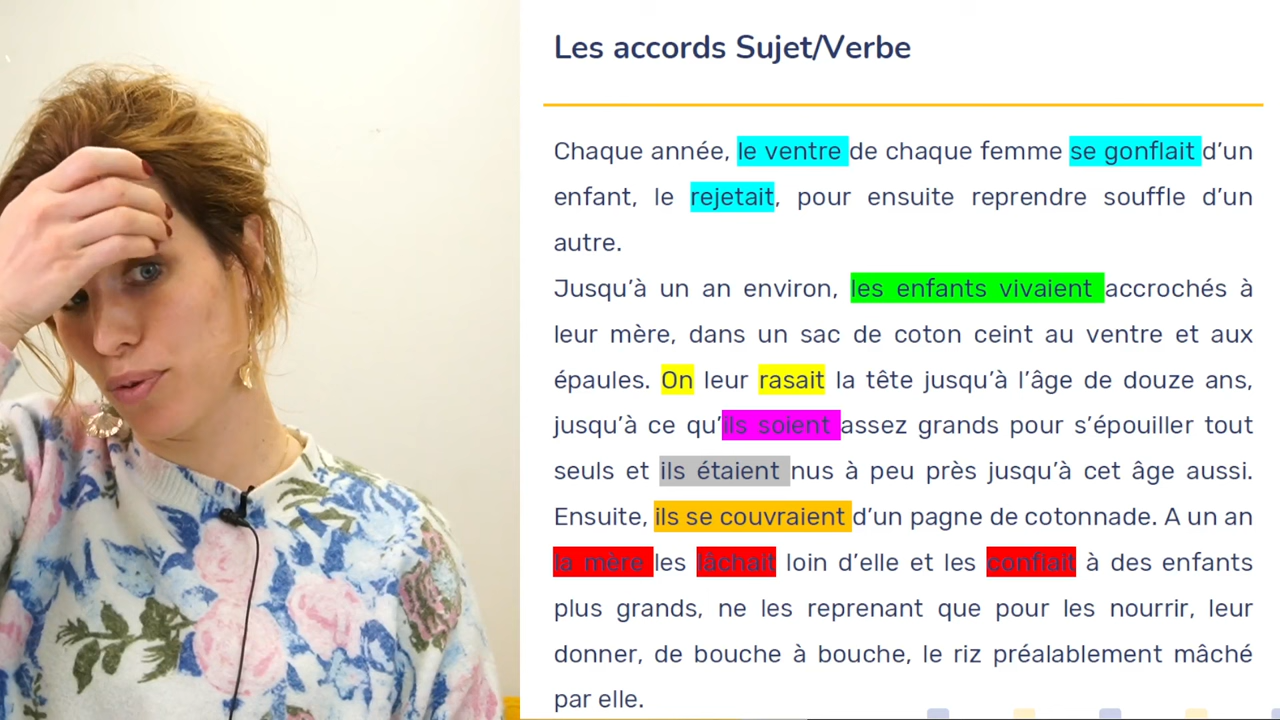 Les accords Sujet/Verbe
Chaque année, le ventre de chaque femme se gonflait d’un
enfant, le rejetait, pour ensuite reprendre souffle d’un
autre.
Jusqu’à un an environ, les enfants vivaient accrochés à
leur mère, dans un sac de coton ceint au ventre et aux
épaules. On leur rasait la tête jusqu’à l’âge de douze ans,
jusqu’à ce qu’ils soient assez grands pour s’épouiller tout
seuls et ils étaient nus à peu près jusqu’à cet âge aussi.
Ensuite, ils se couvraient d’un pagne de cotonnade. A un an
la mère les lâchait loin d’elle et les confiait à des enfants
plus grands, ne les reprenant que pour les nourrir, leur
donner, de bouche à bouche, le riz préalablement mâché
par elle.